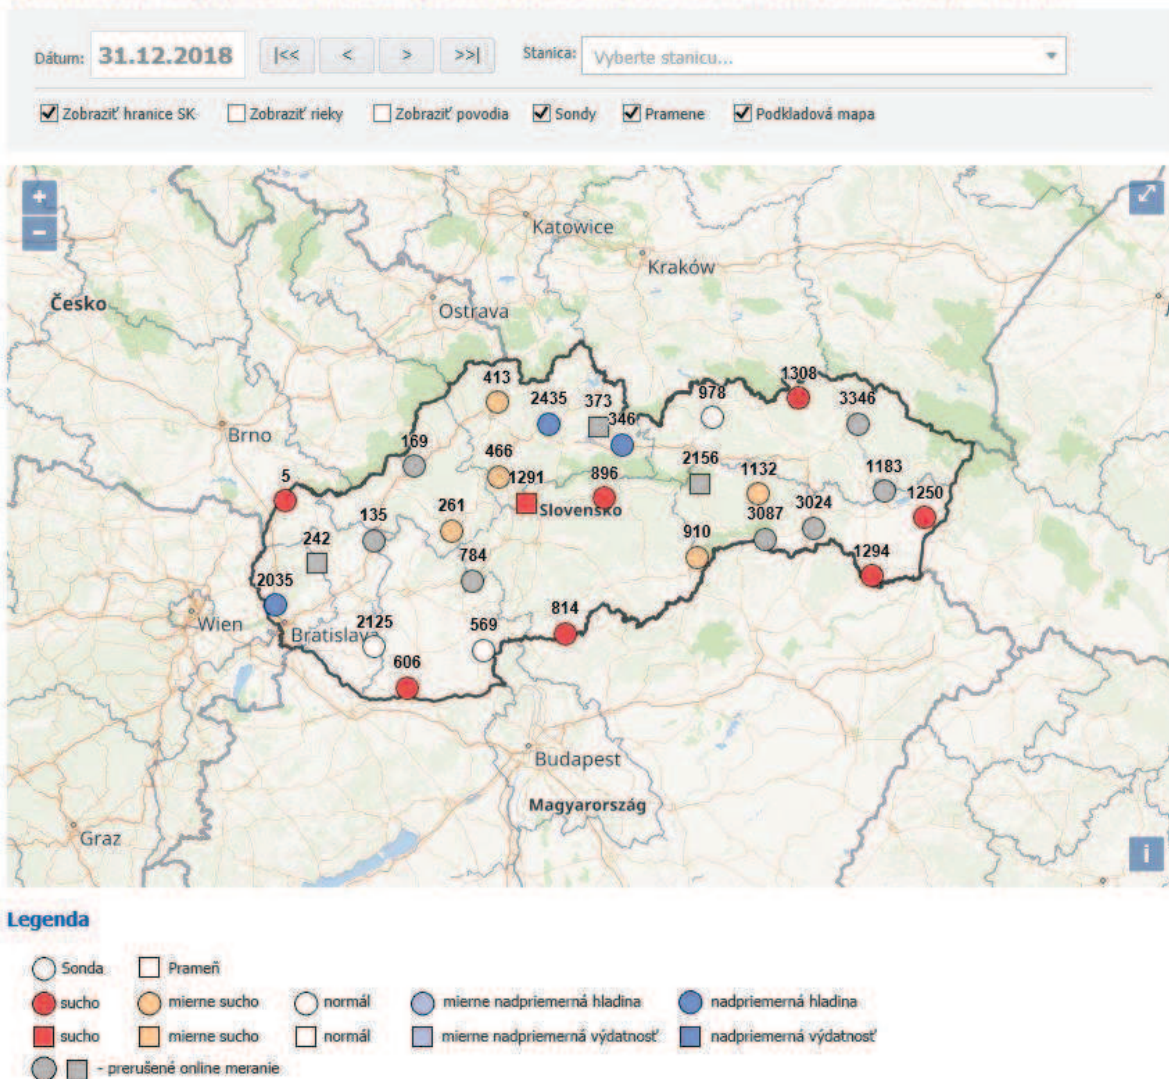 Dátum: 31.12.2018 |<< < > >>| Stanica: Vyberte stanicu...
Zobraziť hranice SK Zobraziť rieky Zobraziť povodia Sondy Pramene Podkladová mapa
+
-
Katowice
Kraków
Česko
Ostrava
413
2435
373
346
978
1308
3346
Brno
169
466
1291
896
2156
1132
1183
5
261
Slovensko
3087
3024
1250
135
242
784
910
1294
2035
Wien
Bratislava
2125
569
814
606
Budapest
Magyarország
Graz
i
Legenda
Sonda Prameň
sucho mierne sucho normál mierne nadpriemerná hladina nadpriemerná hladina
sucho mierne sucho normál mierne nadpriemerná výdatnosť nadpriemerná výdatnosť
- prerušené online meranie